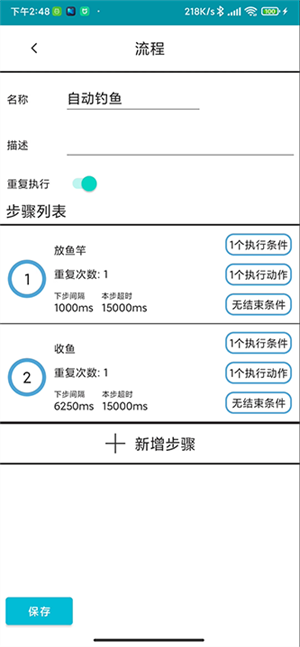 下午2:48 218K/s 100
流程
名称 自动钓鱼
描述
重复执行
步骤列表
放鱼竿 1个执行条件
1 重复次数: 1 1个执行动作
下步间隔 本步超时
1000ms 15000ms 无结束条件
收鱼 1个执行条件
2 重复次数: 1 1个执行动作
下步间隔 本步超时
6250ms 15000ms 无结束条件
新增步骤
保存